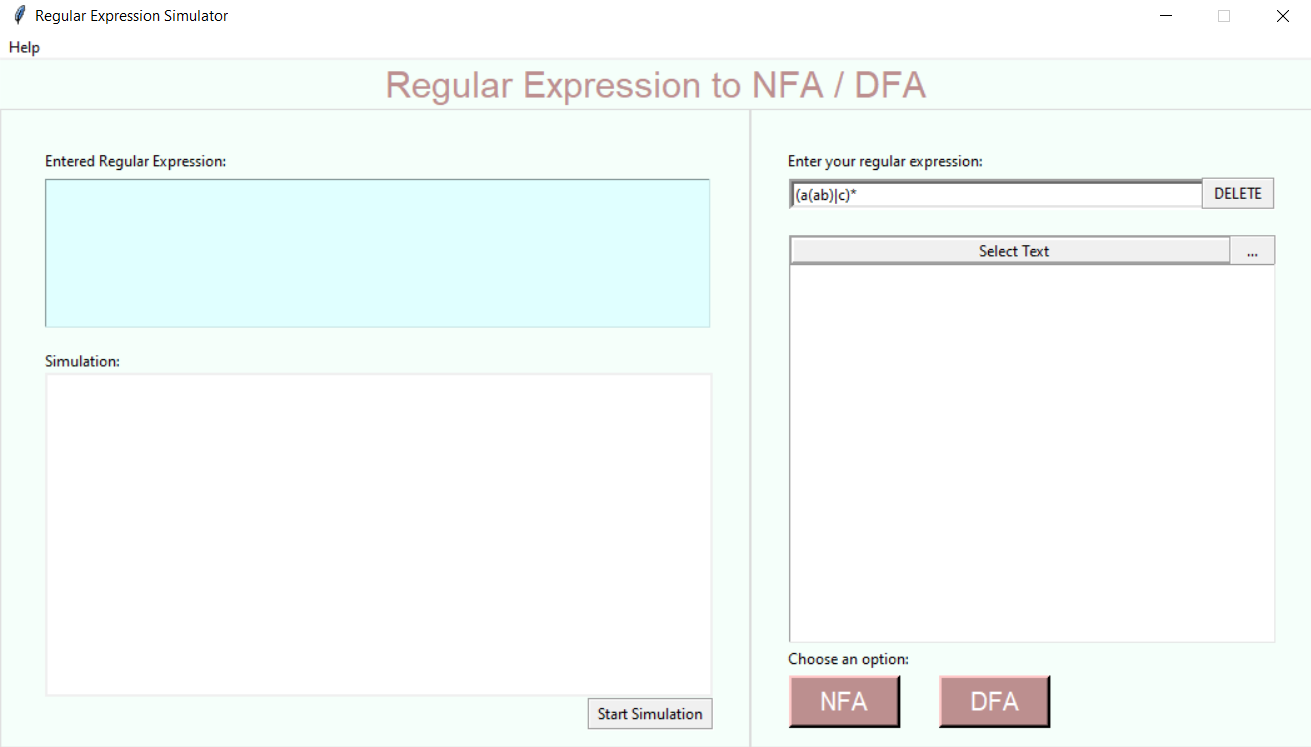 Regular Expression Simulator
Help
Regular Expression to NFA / DFA
Entered Regular Expression:
Simulation:
Start Simulation
Enter your regular expression:
(a(ab)|c)*
DELETE
Select Text
...
Choose an option:
NFA
DFA